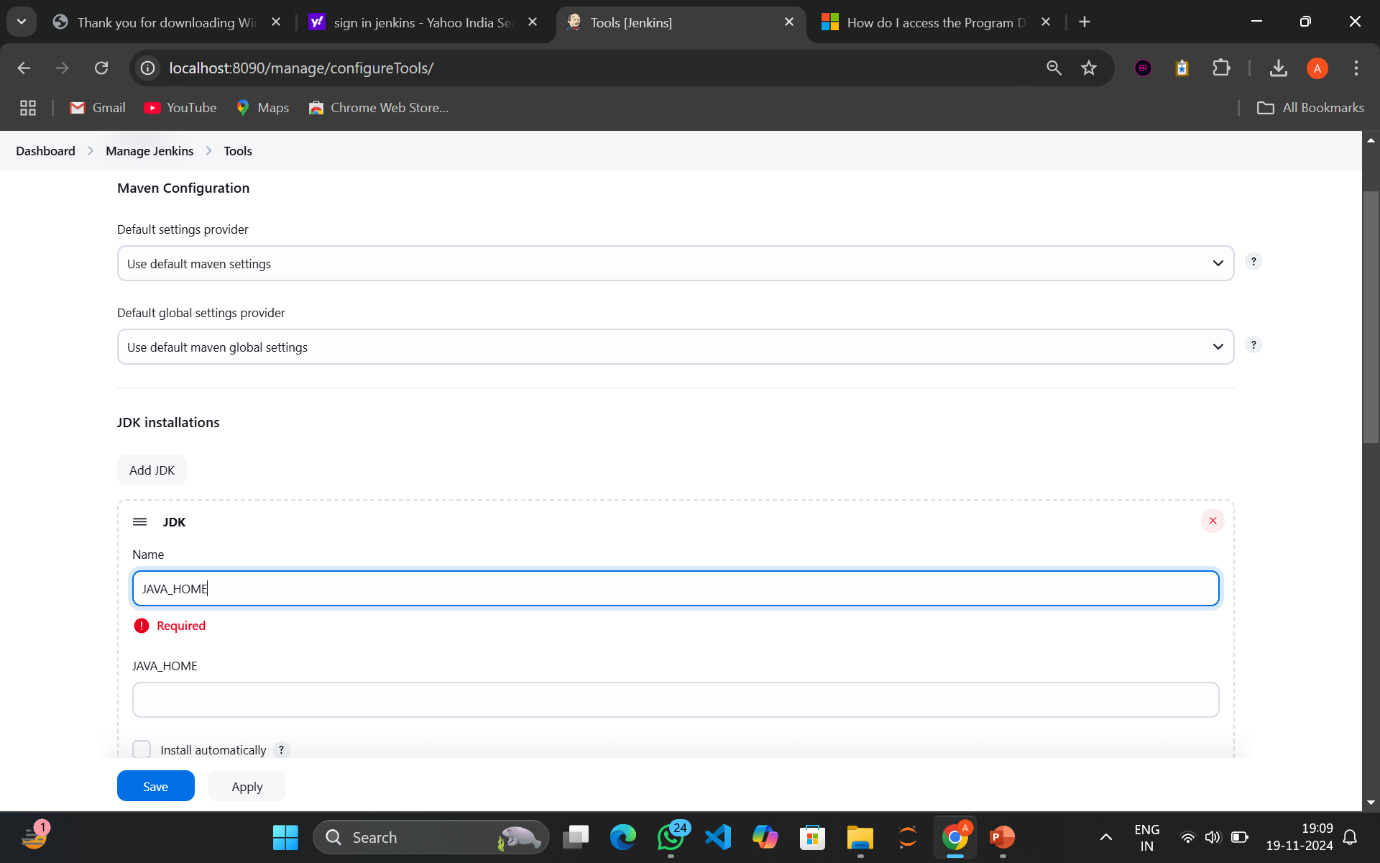 Thank you for downloading Wi
sign in jenkins - Yahoo India Se
Tools [Jenkins]
How do I access the Program D
localhost:8090/manage/configureTools/
A
Gmail
YouTube
Maps
Chrome Web Store...
All Bookmarks
Dashboard
Manage Jenkins
Tools
Maven Configuration
Default settings provider
Use default maven settings
?
Default global settings provider
Use default maven global settings
?
JDK installations
Add JDK
JDK
Name
JAVA_HOME
Required
JAVA_HOME
Install automatically ?
Save
Apply
1
Search
24
A
ENG
IN
19:09
19-11-2024